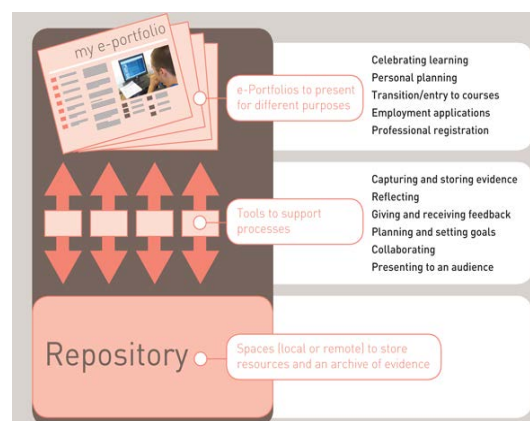 my e-portfolio
e-Portfolios to present
for different purposes
Celebrating learning
Personal planning
Transition/entry to courses
Employment applications
Professional registration
Tools to support
processes
Capturing and storing evidence
Reflecting
Giving and receiving feedback
Planning and setting goals
Collaborating
Presenting to an audience
Repository
Spaces (local or remote) to store
resources and an archive of evidence